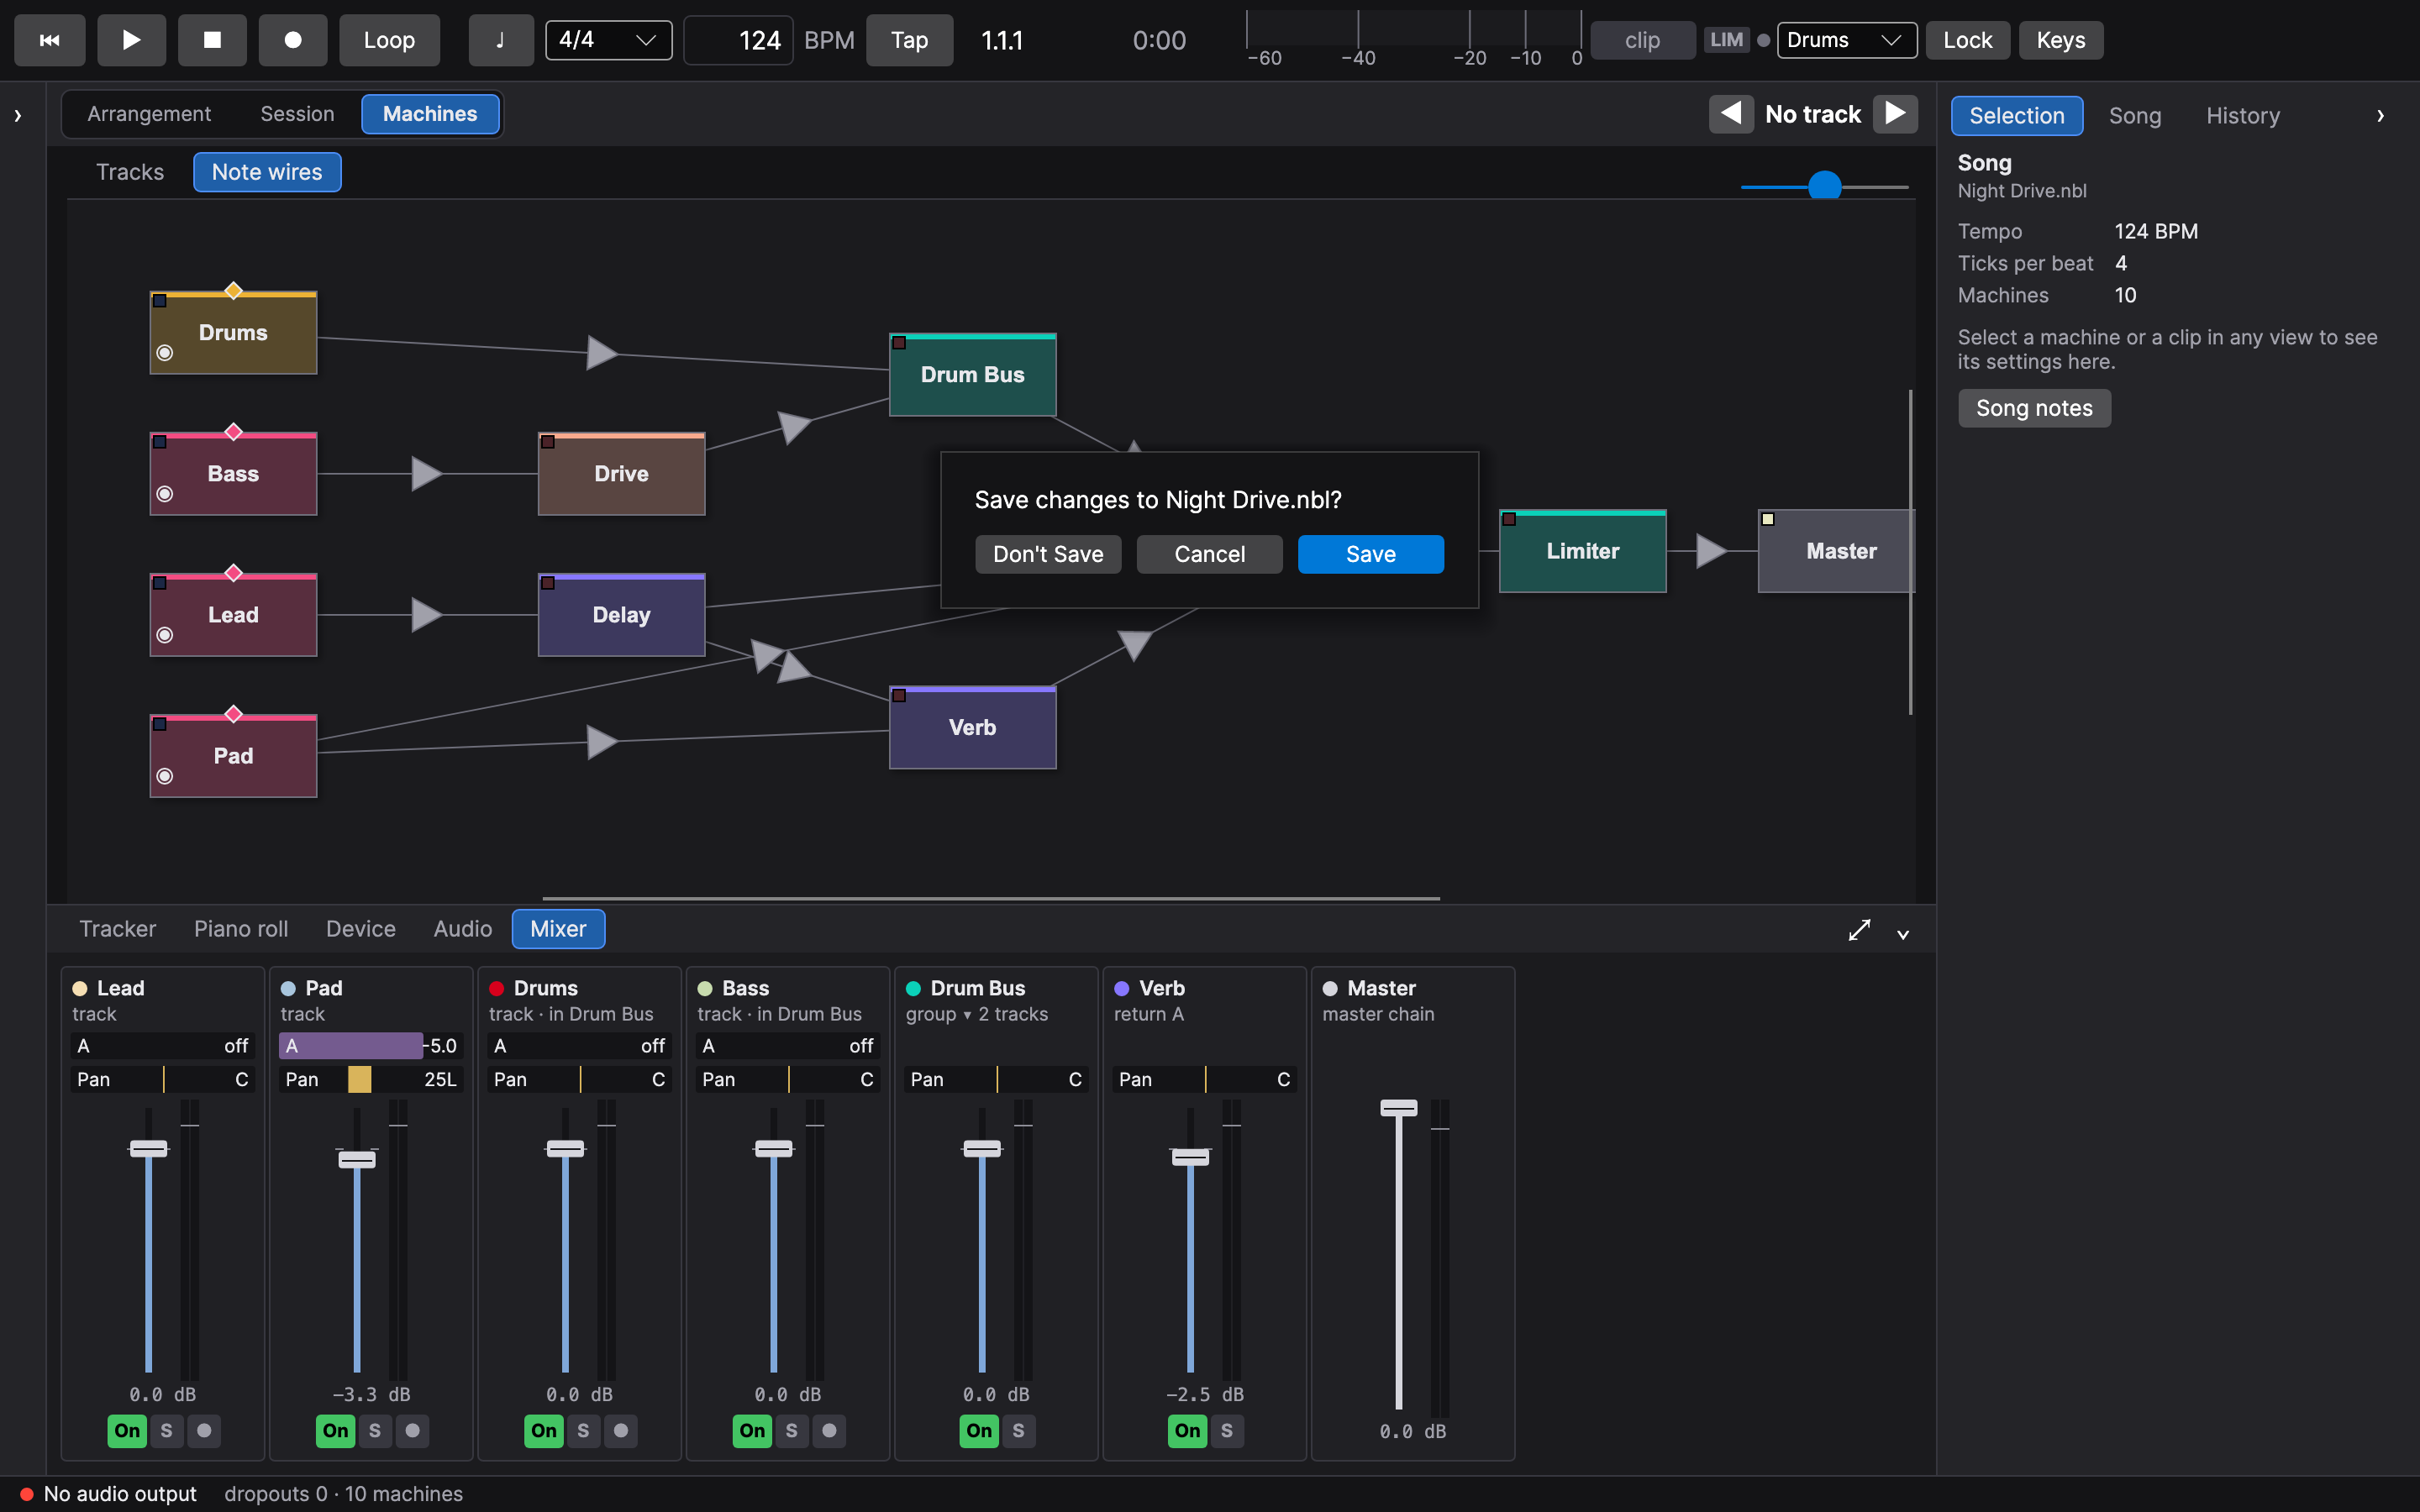 Loop
4/4
124 BPM
Tap
1.1.1
0:00
−60 −40 −20 −10 0
clip
LIM
Drums
Lock
Keys
Arrangement
Session
Machines
No track
Selection
Song
History
Tracks
Note wires
Song
Night Drive.nbl
Tempo 124 BPM
Ticks per beat 4
Machines 10
Select a machine or a clip in any view to see
its settings here.
Song notes
Drums
Drum Bus
Bass
Drive
Save changes to Night Drive.nbl?
Don't Save
Cancel
Save
Limiter
Master
Lead
Delay
Pad
Verb
Tracker
Piano roll
Device
Audio
Mixer
Lead
track
A off
Pan C
0.0 dB
On S
Pad
track
A -5.0
Pan 25L
−3.3 dB
On S
Drums
track · in Drum Bus
A off
Pan C
0.0 dB
On S
Bass
track · in Drum Bus
A off
Pan C
0.0 dB
On S
Drum Bus
group ▾ 2 tracks
Pan C
0.0 dB
On S
Verb
return A
Pan C
−2.5 dB
On S
Master
master chain
0.0 dB
No audio output
dropouts 0 · 10 machines